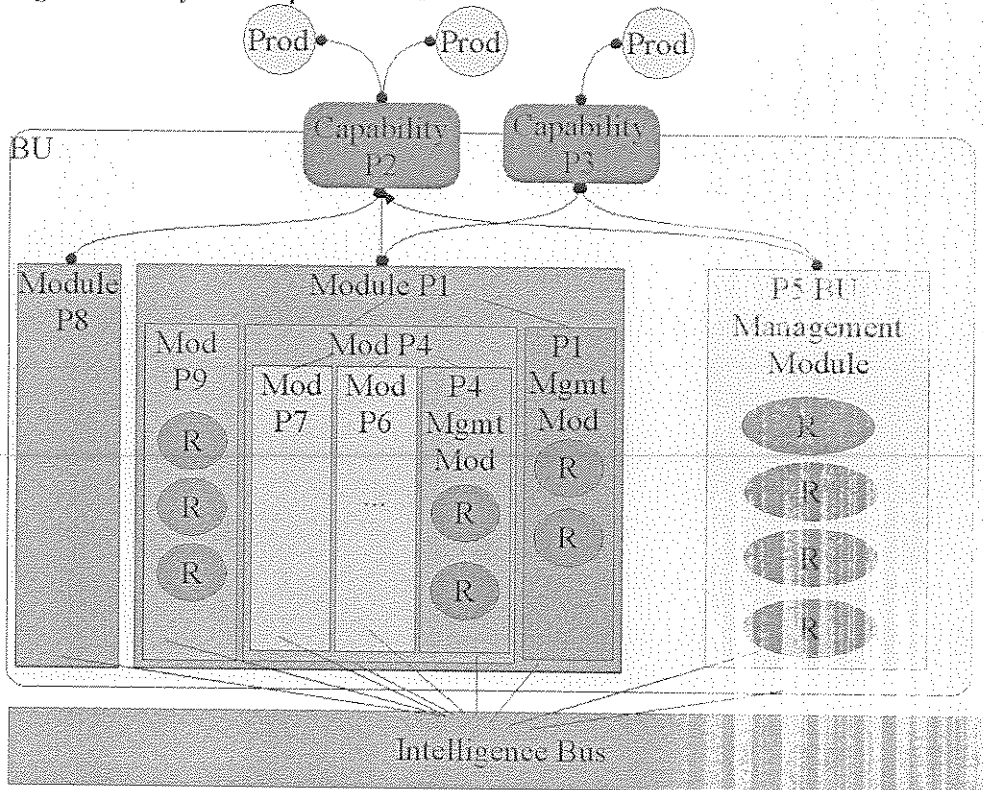 Prod
Prod
Prod
BU
Capability
P2
Capability
P3
Module
P8
Module P1
Mod
P9
R
R
R
Mod P4
Mod
P7
Mod
P6
...
P4
Mgmt
Mod
R
R
P1
Mgmt
Mod
R
R
P5 BU
Management
Module
R
R
R
R
Intelligence Bus